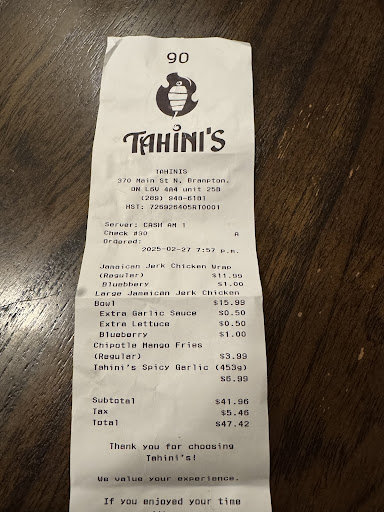 90
TAHINI'S
TAHINIS
370 Main St N, Brampton,
ON L6V 4A4 unit 25B
(289) 948-6181
HST: 726926405RT0001
Server: CASH AM 1
Check #90 A
Ordered:
2025-02-27 7:57 p.m.
Jamaican Jerk Chicken Wrap
(Regular) $11.99
Bluebbery $1.00
Large Jamaican Jerk Chicken
Bowl $15.99
Extra Garlic Sauce $0.50
Extra Lettuce $0.50
Blueberry $1.00
Chipotle Mango Fries
(Regular) $3.99
Tahini's Spicy Garlic (453g)
$6.99
Subtotal $41.96
Tax $5.46
Total $47.42
Thank you for choosing
Tahini's!
We value your experience.
If you enjoyed your time